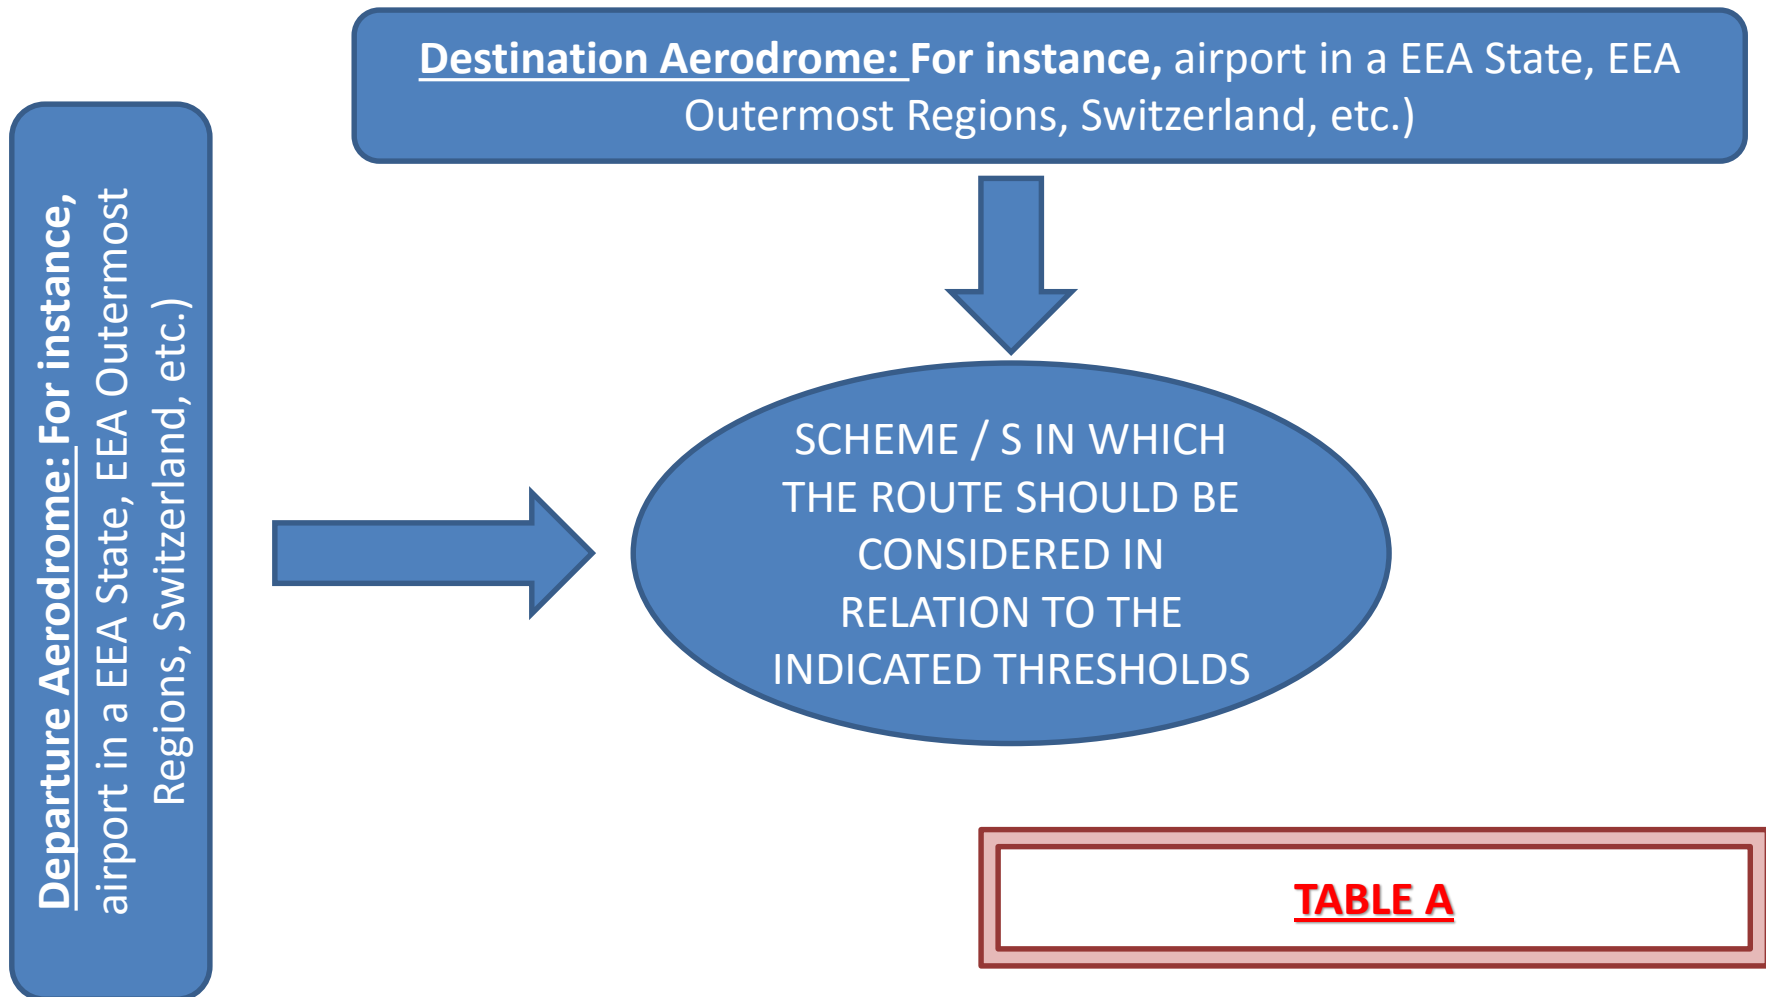 Destination Aerodrome: For instance, airport in a EEA State, EEA
Outermost Regions, Switzerland, etc.)
Departure Aerodrome: For instance,
airport in a EEA State, EEA Outermost
Regions, Switzerland, etc.)
SCHEME / S IN WHICH
THE ROUTE SHOULD BE
CONSIDERED IN
RELATION TO THE
INDICATED THRESHOLDS
TABLE A